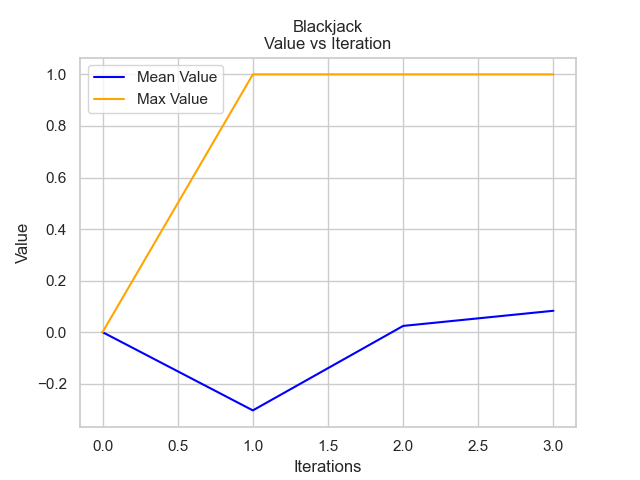 Blackjack
Value vs Iteration
Mean Value
Max Value
1.0
0.8
0.6
0.4
0.2
0.0
−0.2
Value
0.0 0.5 1.0 1.5 2.0 2.5 3.0
Iterations